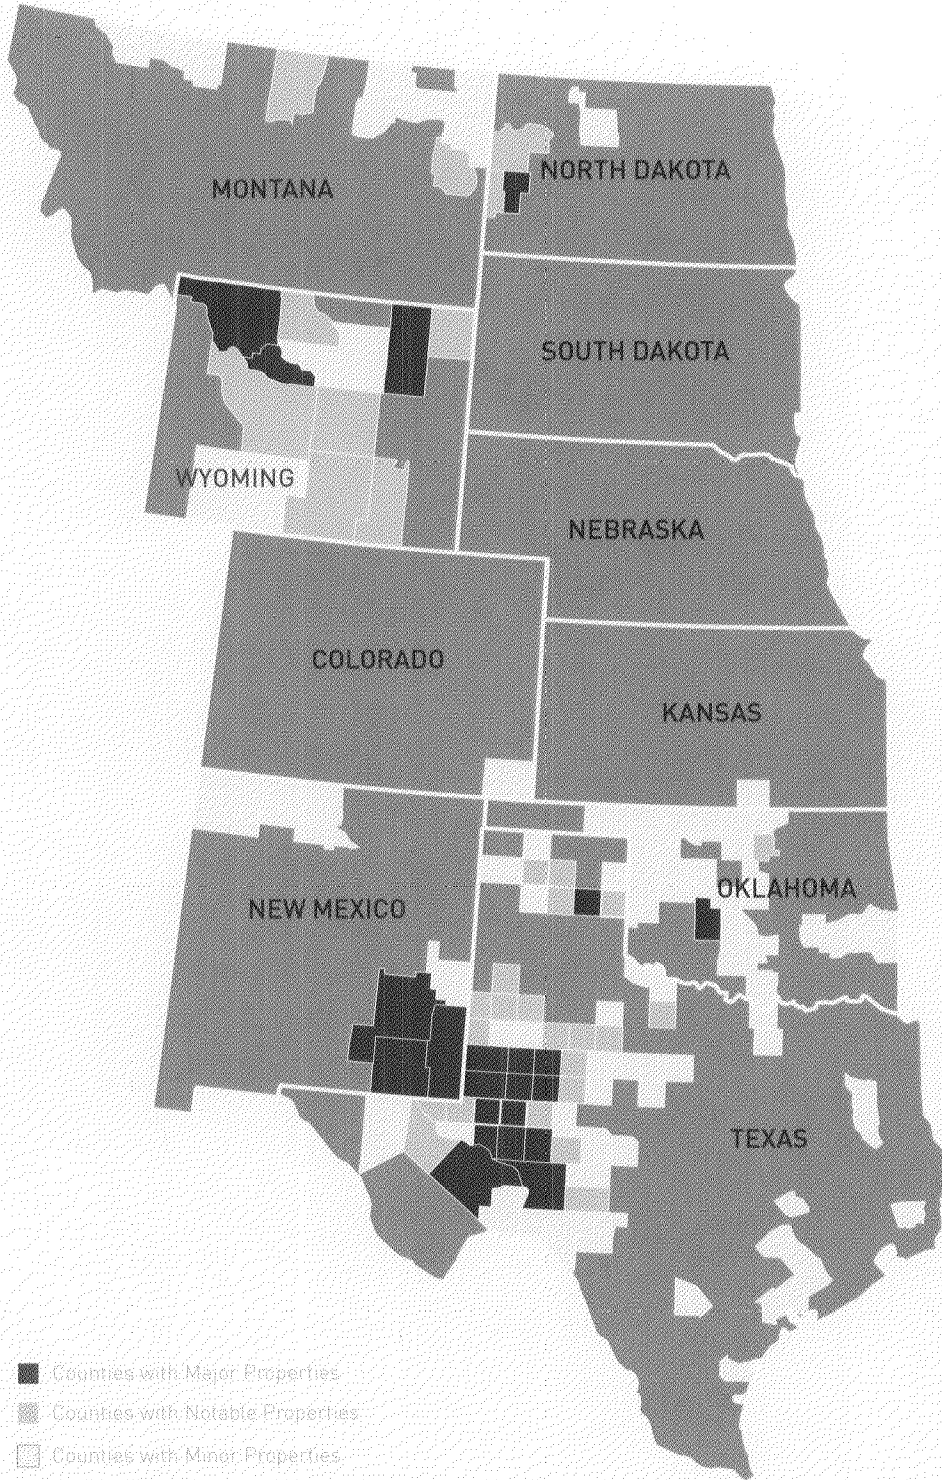 MONTANA
NORTH DAKOTA
SOUTH DAKOTA
WYOMING
NEBRASKA
COLORADO
KANSAS
OKLAHOMA
NEW MEXICO
TEXAS
Counties with Major Properties
Counties with Notable Properties
Counties with Minor Properties